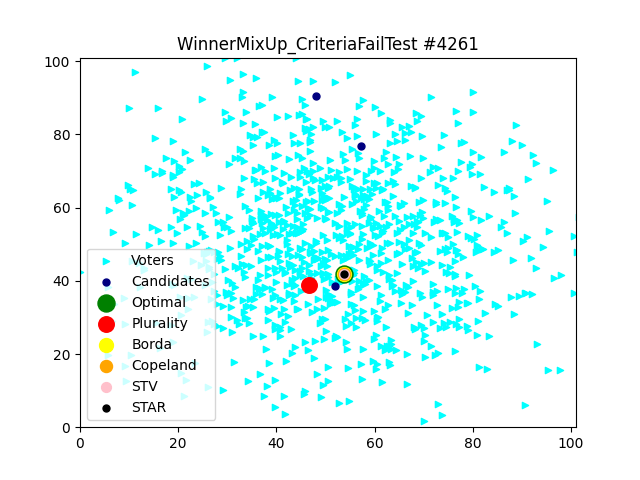 WinnerMixUp_CriteriaFailTest #4261
100
80
60
40
20
0
0 20 40 60 80 100
Voters
Candidates
Optimal
Plurality
Borda
Copeland
STV
STAR